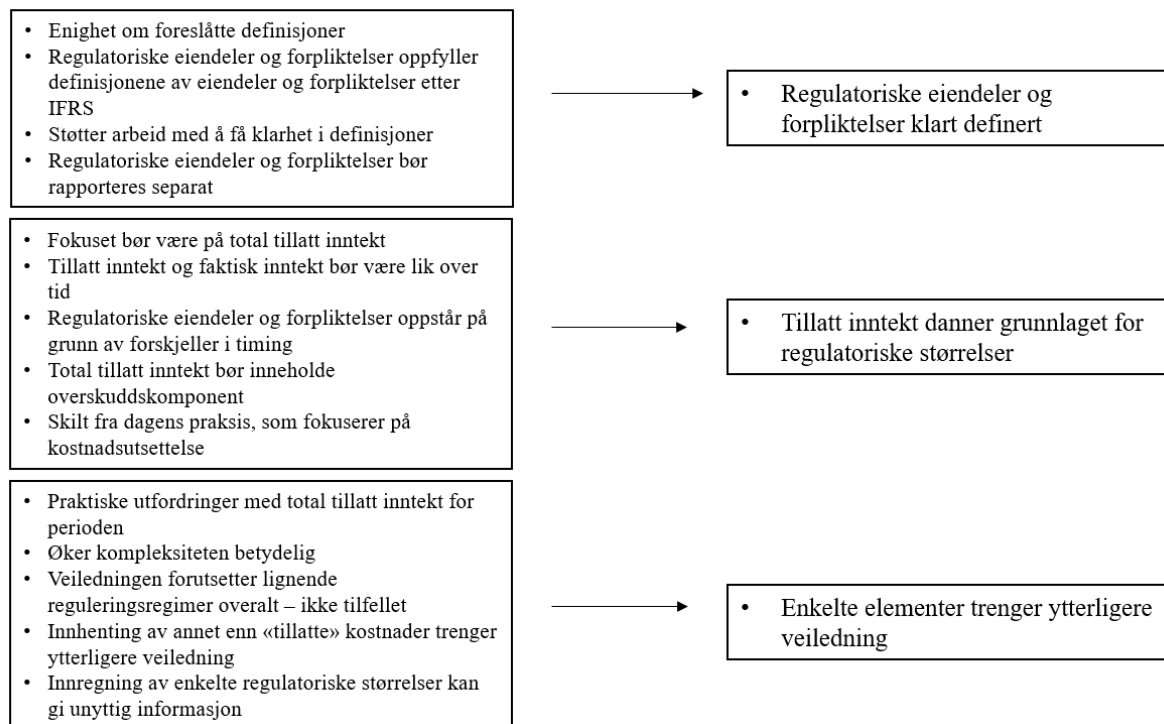 • Enighet om foreslåtte definisjoner
• Regulatoriske eiendeler og forpliktelser oppfyller
definisjonene av eiendeler og forpliktelser etter
IFRS
• Støtter arbeid med å få klarhet i definisjoner
• Regulatoriske eiendeler og forpliktelser bør
rapporteres separat
• Regulatoriske eiendeler og
forpliktelser klart definert
• Fokuset bør være på total tillatt inntekt
• Tillatt inntekt og faktisk inntekt bør være lik over
tid
• Regulatoriske eiendeler og forpliktelser oppstår på
grunn av forskjeller i timing
• Total tillatt inntekt bør inneholde
overskuddskomponent
• Skilt fra dagens praksis, som fokuserer på
kostnadsutsettelse
• Tillatt inntekt danner grunnlaget for
regulatoriske størrelser
• Praktiske utfordringer med total tillatt inntekt for
perioden
• Øker kompleksiteten betydelig
• Veiledningen forutsetter lignende
reguleringsregimer overalt – ikke tilfellet
• Innhenting av annet enn «tillatte» kostnader trenger
ytterligere veiledning
• Innregning av enkelte regulatoriske størrelser kan
gi unyttig informasjon
• Enkelte elementer trenger ytterligere
veiledning